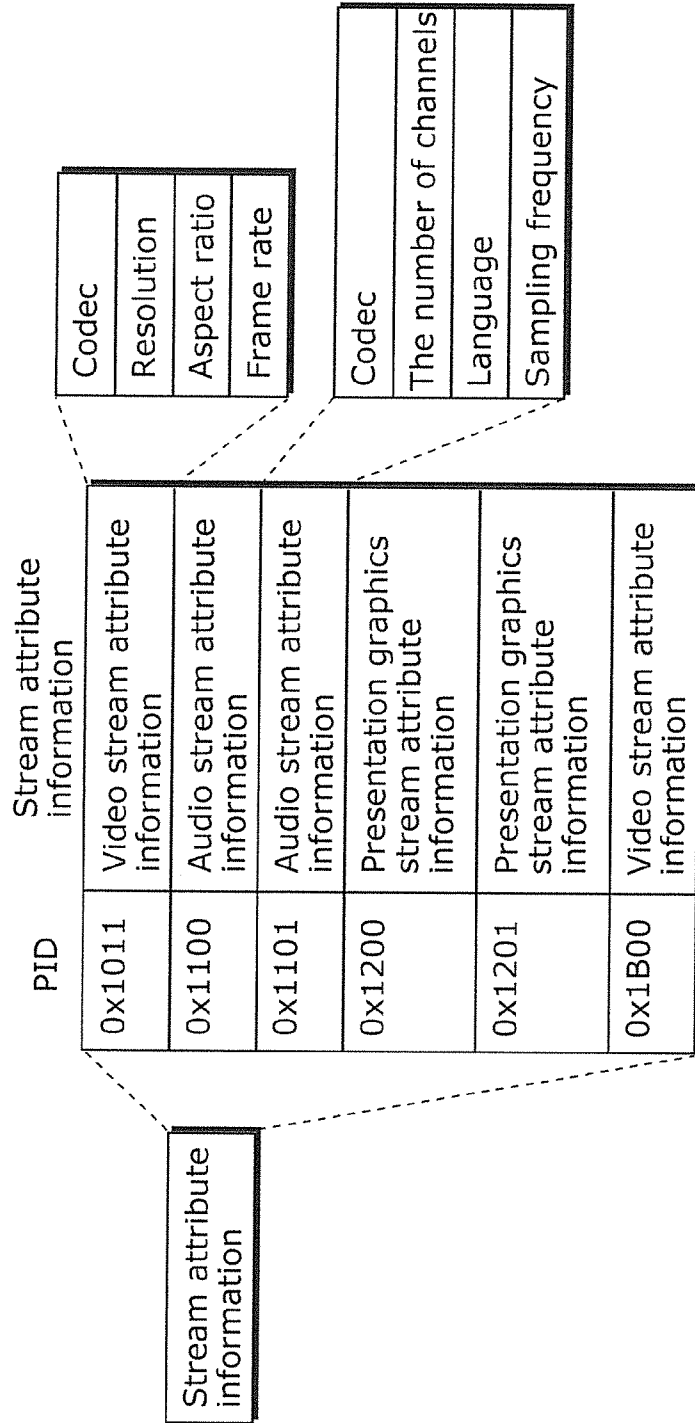 Stream attribute
information
PID
Stream attribute
information
0x1011
Video stream attribute
information
0x1100
Audio stream attribute
information
0x1101
Audio stream attribute
information
0x1200
Presentation graphics
stream attribute
information
0x1201
Presentation graphics
stream attribute
information
0x1B00
Video stream attribute
information
Codec
Resolution
Aspect ratio
Frame rate
Codec
The number of channels
Language
Sampling frequency